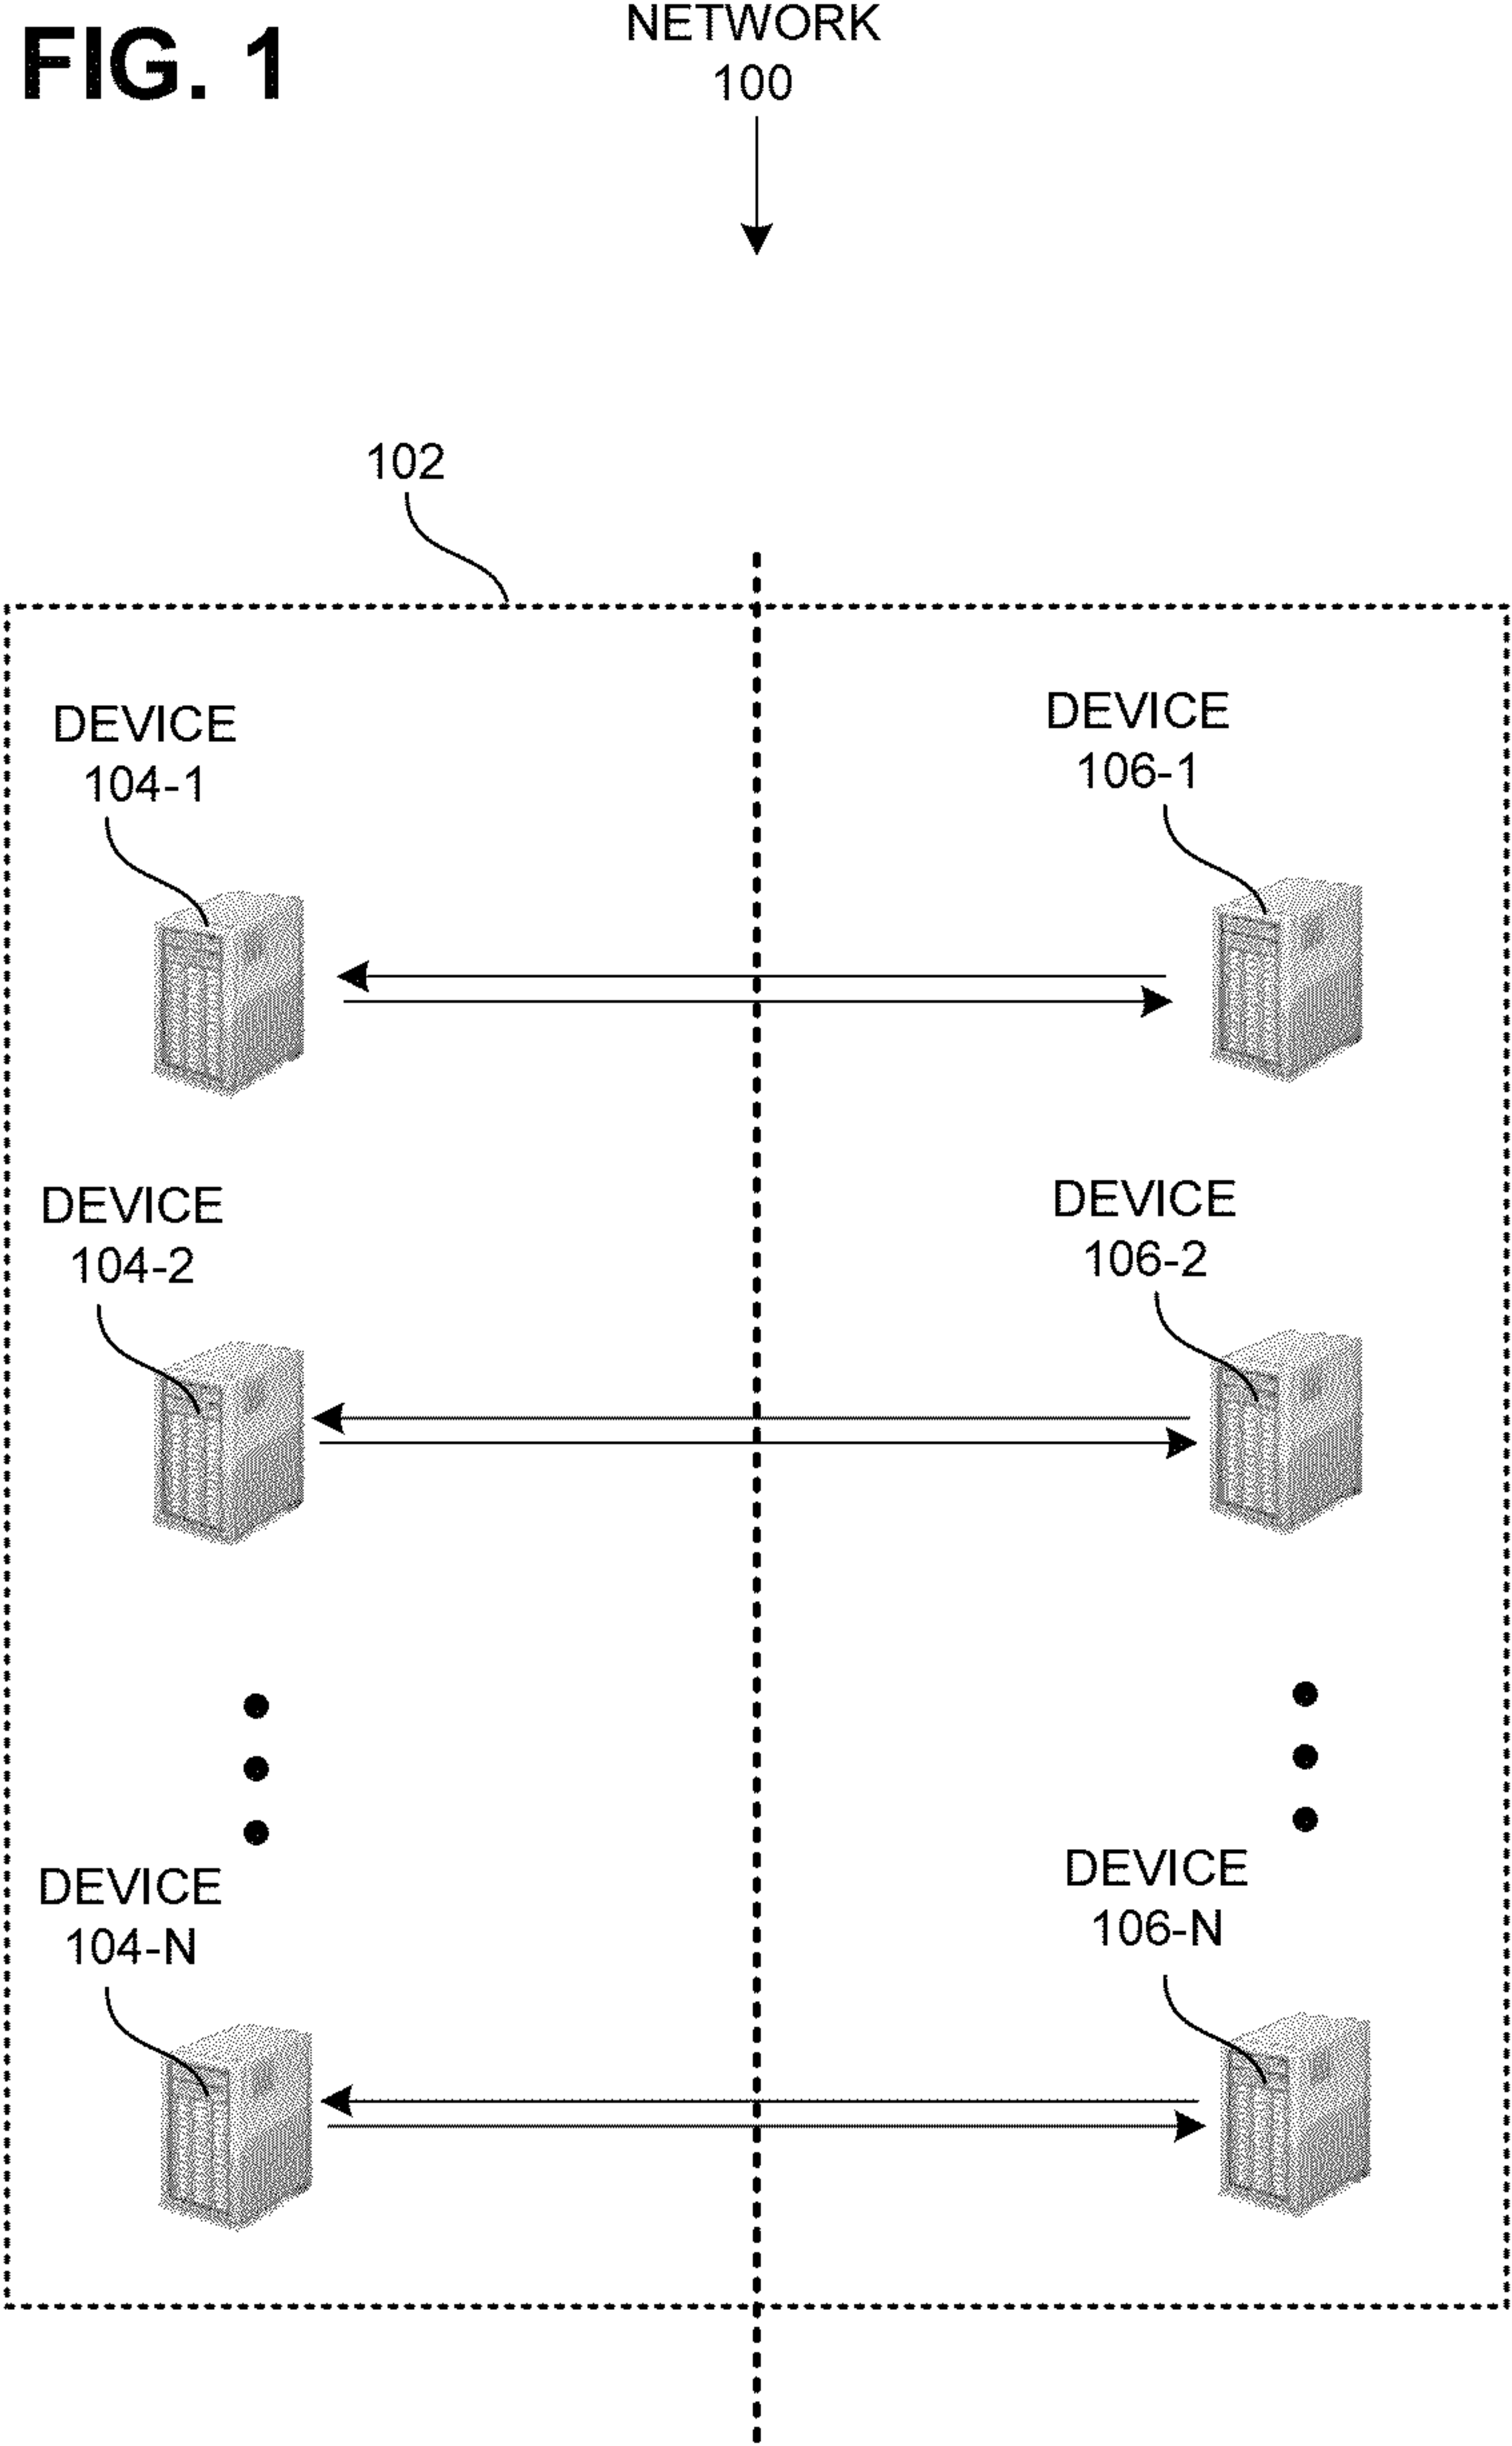 FIG. 1
NETWORK
100
102
DEVICE
104-1
DEVICE
106-1
DEVICE
104-2
DEVICE
106-2
DEVICE
104-N
DEVICE
106-N